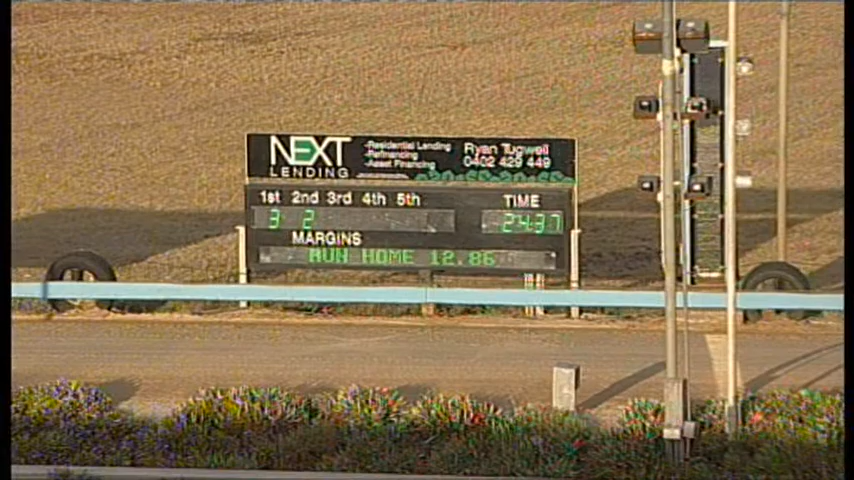 NEXT
LENDING
-Residential Lending
-Refinancing
-Asset Financing
Ryan Tugwell
0402 429 449
1st 2nd 3rd 4th 5th TIME
3 2 24.37
MARGINS
RUN HOME 12.86